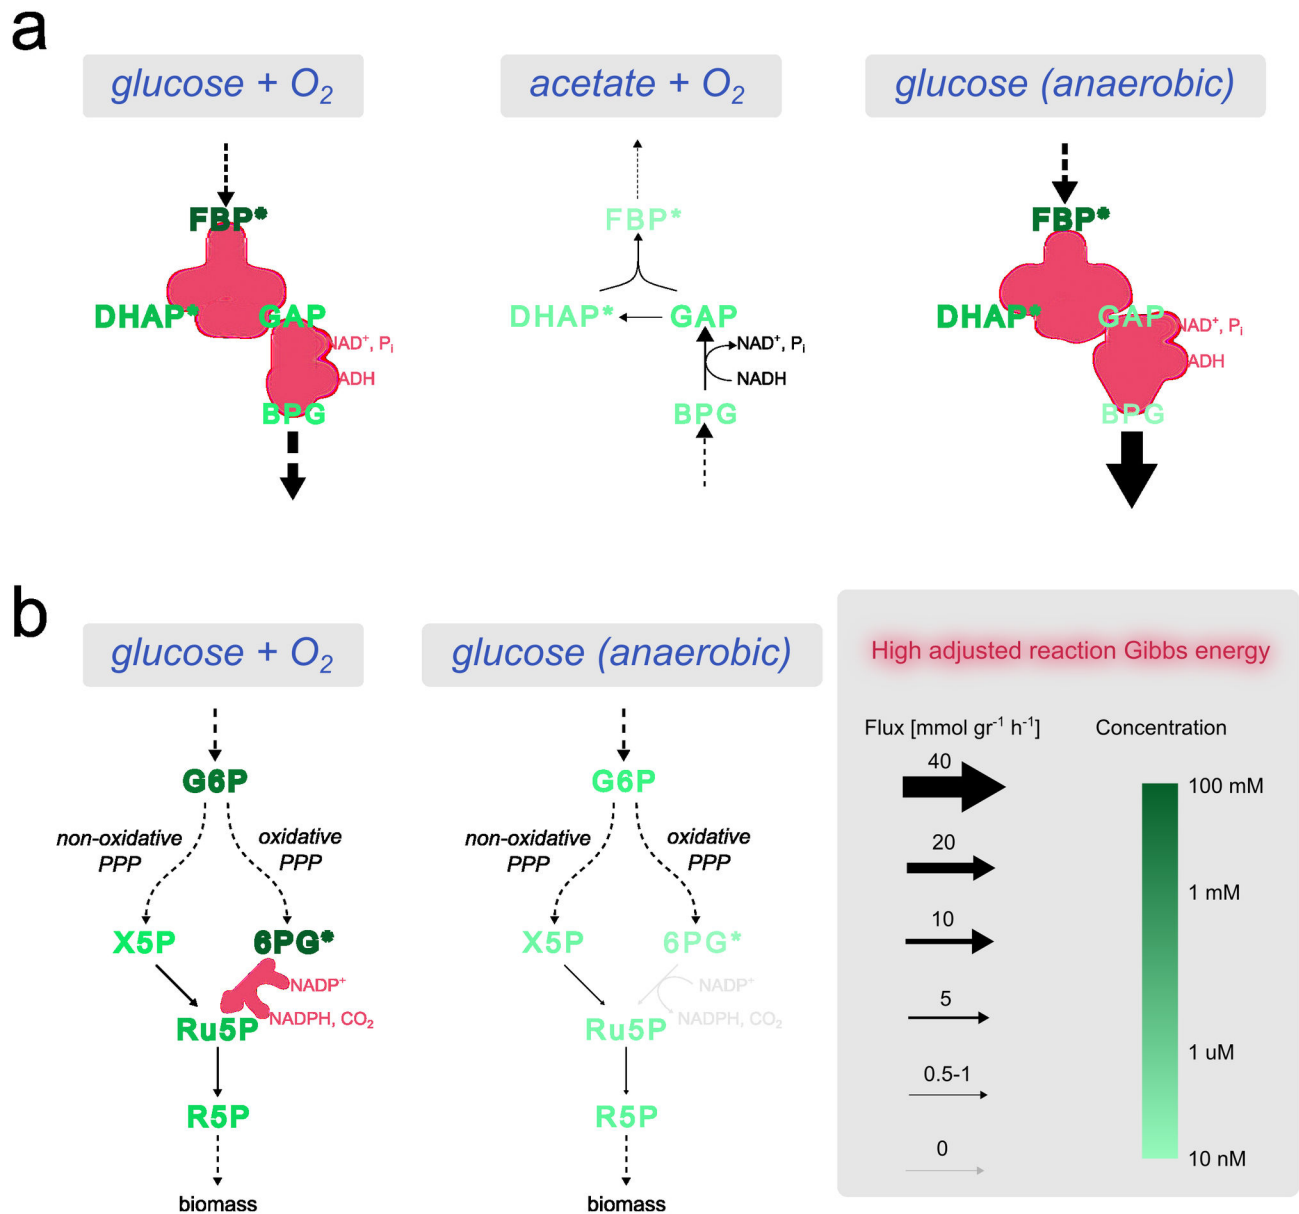 a
glucose + O₂
acetate + O₂
glucose (anaerobic)
FBP*
DHAP*
GAP
NAD⁺, Pᵢ
ADH
BPG
FBP*
DHAP*
GAP
NAD⁺, Pᵢ
NADH
BPG
FBP*
DHAP*
GAP
NAD⁺, Pᵢ
ADH
BPG
b
glucose + O₂
G6P
non-oxidative
PPP
oxidative
PPP
X5P
6PG*
NADP⁺
NADPH, CO₂
Ru5P
R5P
biomass
glucose (anaerobic)
G6P
non-oxidative
PPP
oxidative
PPP
X5P
6PG*
NADP⁺
NADPH, CO₂
Ru5P
R5P
biomass
High adjusted reaction Gibbs energy
Flux [mmol gr⁻¹ h⁻¹]
40
20
10
5
0.5-1
0
Concentration
100 mM
1 mM
1 uM
10 nM